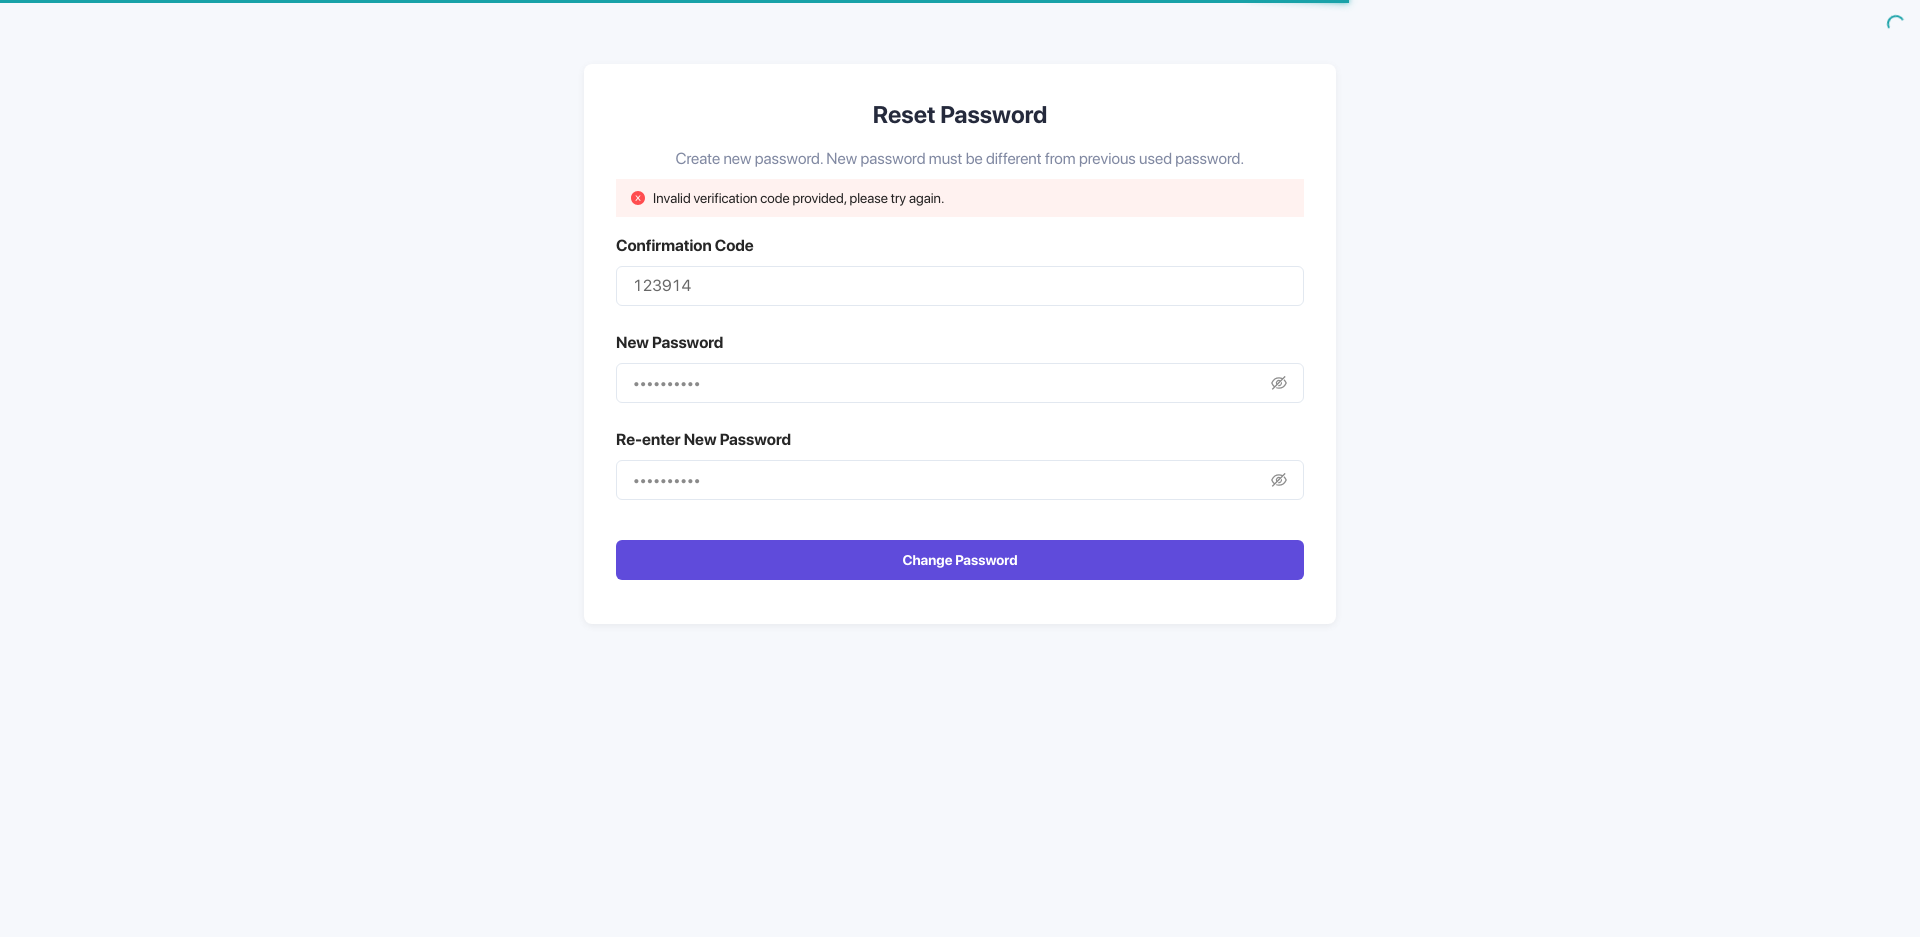 Reset Password
Create new password. New password must be different from previous used password.
Invalid verification code provided, please try again.
Confirmation Code
123914
New Password
••••••••••
Re-enter New Password
••••••••••
Change Password